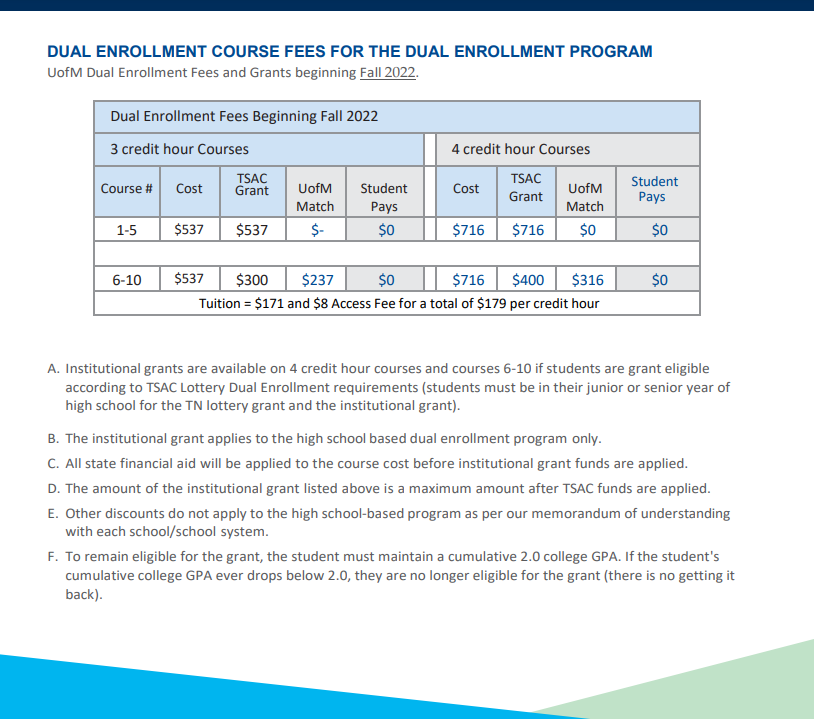 DUAL ENROLLMENT COURSE FEES FOR THE DUAL ENROLLMENT PROGRAM
UofM Dual Enrollment Fees and Grants beginning Fall 2022.
Dual Enrollment Fees Beginning Fall 2022
3 credit hour Courses 4 credit hour Courses
Course # Cost TSAC Grant UofM Match Student Pays Cost TSAC Grant UofM Match Student Pays
1-5 $537 $537 $- $0 $716 $716 $0 $0
6-10 $537 $300 $237 $0 $716 $400 $316 $0
Tuition = $171 and $8 Access Fee for a total of $179 per credit hour
A. Institutional grants are available on 4 credit hour courses and courses 6-10 if students are grant eligible
according to TSAC Lottery Dual Enrollment requirements (students must be in their junior or senior year of
high school for the TN lottery grant and the institutional grant).
B. The institutional grant applies to the high school based dual enrollment program only.
C. All state financial aid will be applied to the course cost before institutional grant funds are applied.
D. The amount of the institutional grant listed above is a maximum amount after TSAC funds are applied.
E. Other discounts do not apply to the high school-based program as per our memorandum of understanding
with each school/school system.
F. To remain eligible for the grant, the student must maintain a cumulative 2.0 college GPA. If the student's
cumulative college GPA ever drops below 2.0, they are no longer eligible for the grant (there is no getting it
back).